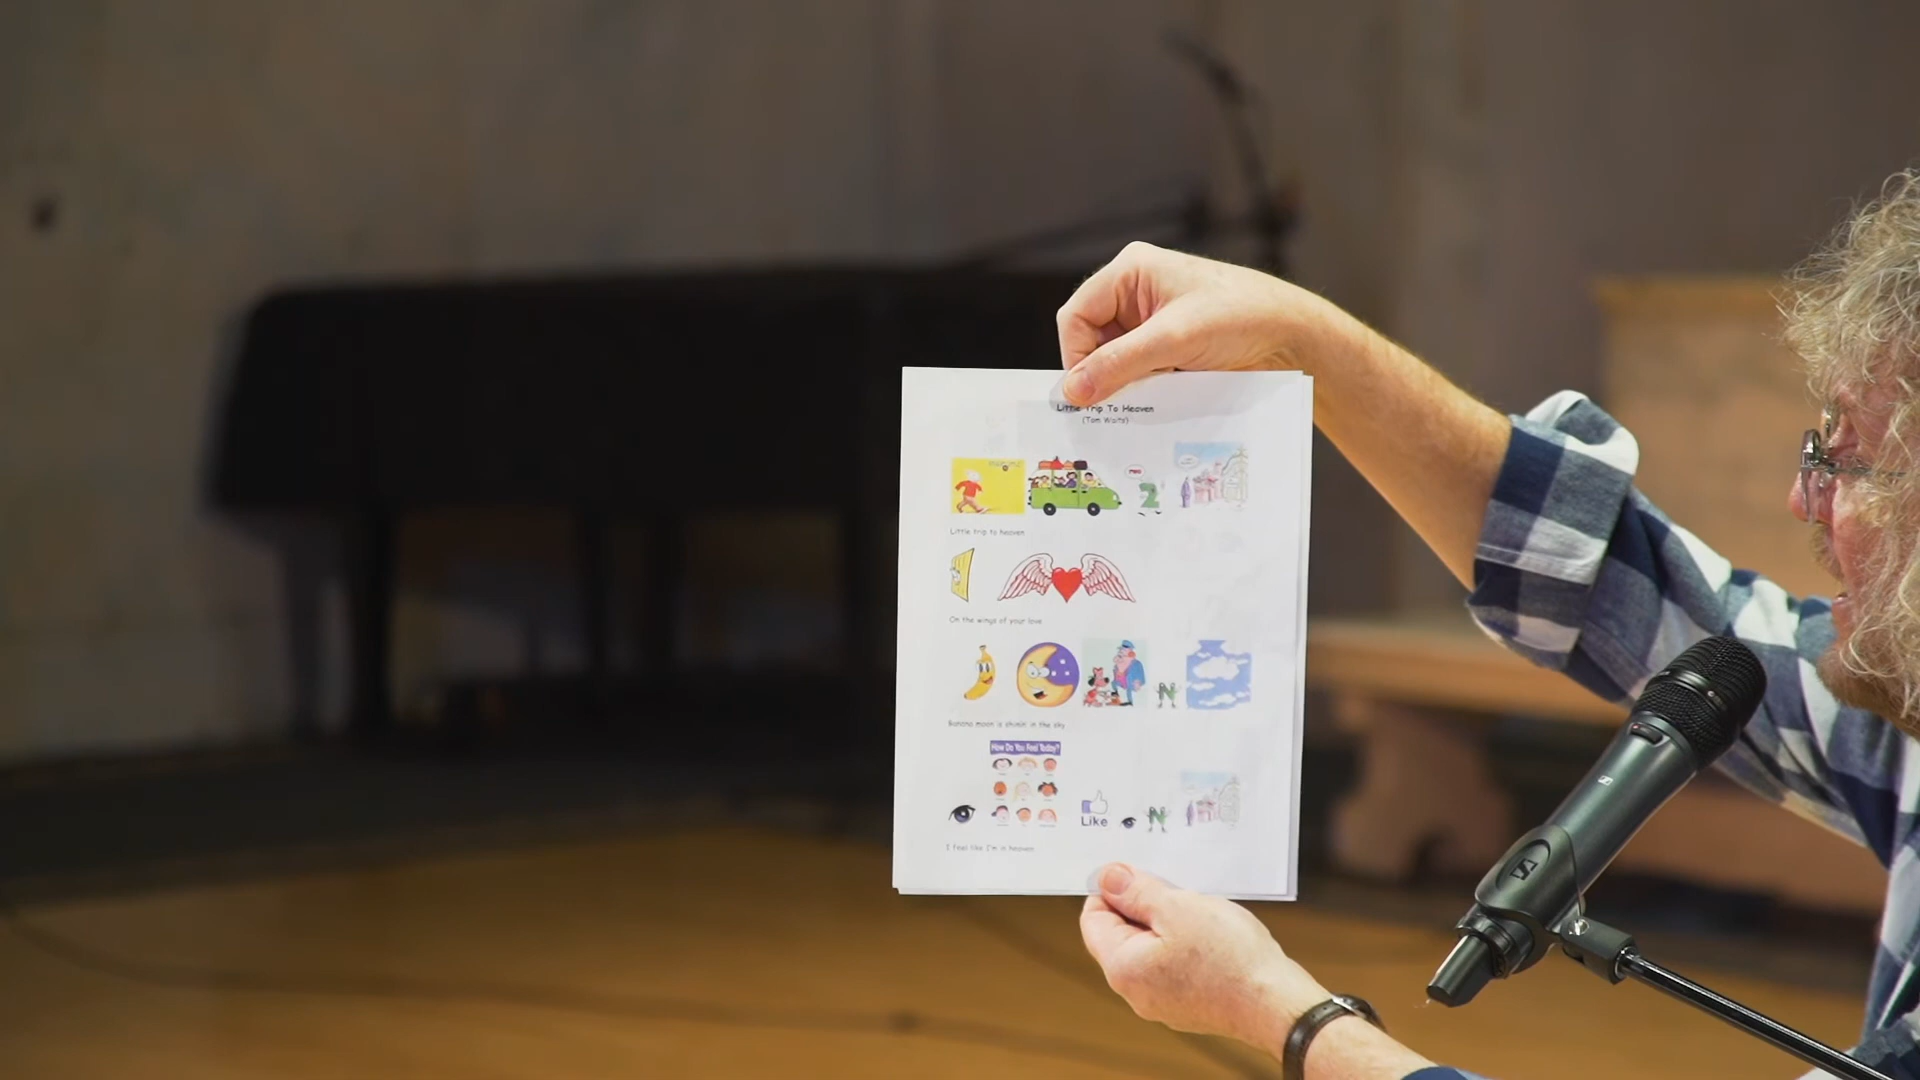 Little Trip To Heaven
(Tom Waits)
2
Little trip to heaven
On the wings of your love
N
Banana moon is shinin' in the sky
How Do You Feel Today?
Like
N
I feel like I'm in heaven